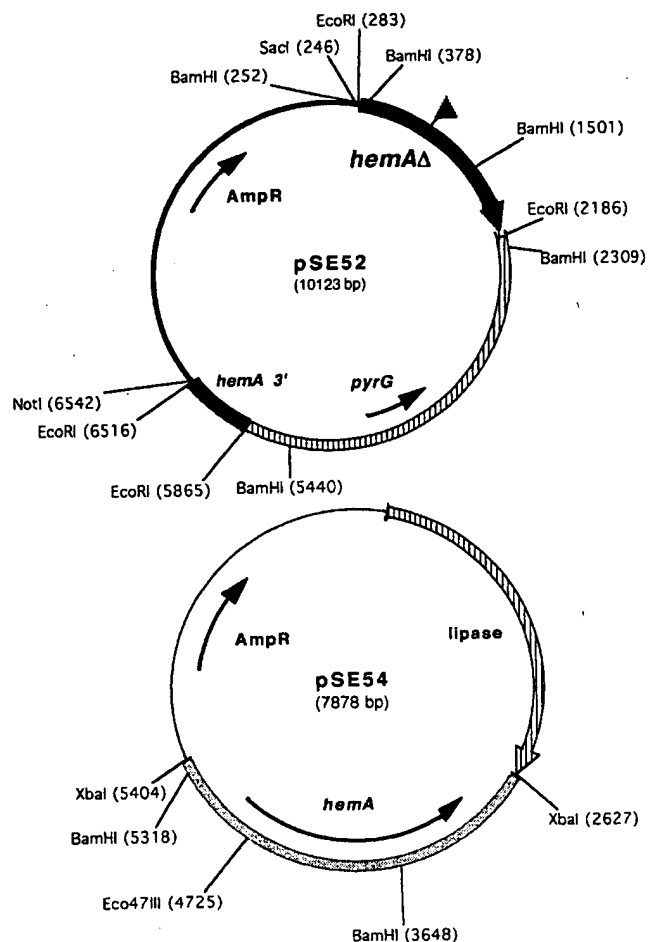 EcoRI (283)
SacI (246)
BamHI (378)
BamHI (252)
BamHI (1501)
hemAΔ
AmpR
EcoRI (2186)
BamHI (2309)
pSE52
(10123 bp)
hemA 3'
pyrG
NotI (6542)
EcoRI (6516)
EcoRI (5865)
BamHI (5440)
AmpR
lipase
pSE54
(7878 bp)
XbaI (5404)
hemA
XbaI (2627)
BamHI (5318)
Eco47III (4725)
BamHI (3648)